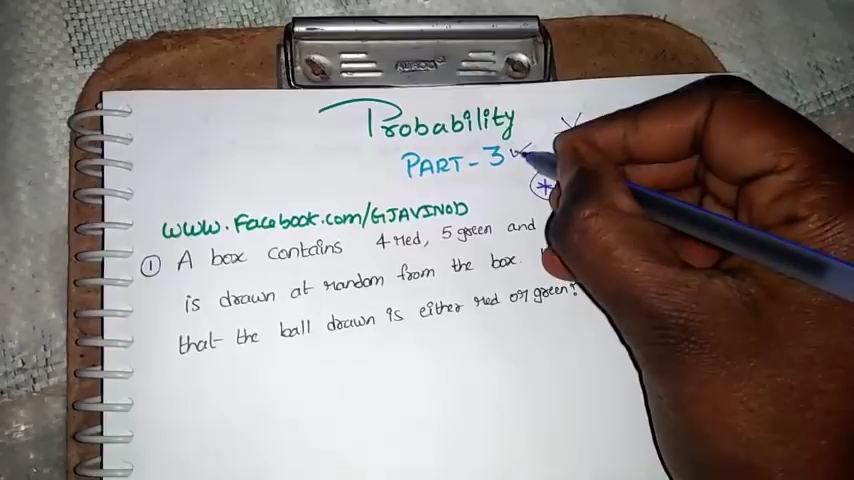 Probability
PART-3
www.Facebook.com/GJAVINOD
① A box contains 4 red, 5 green and
is drawn at random from the box.
that the ball drawn is either red or green?